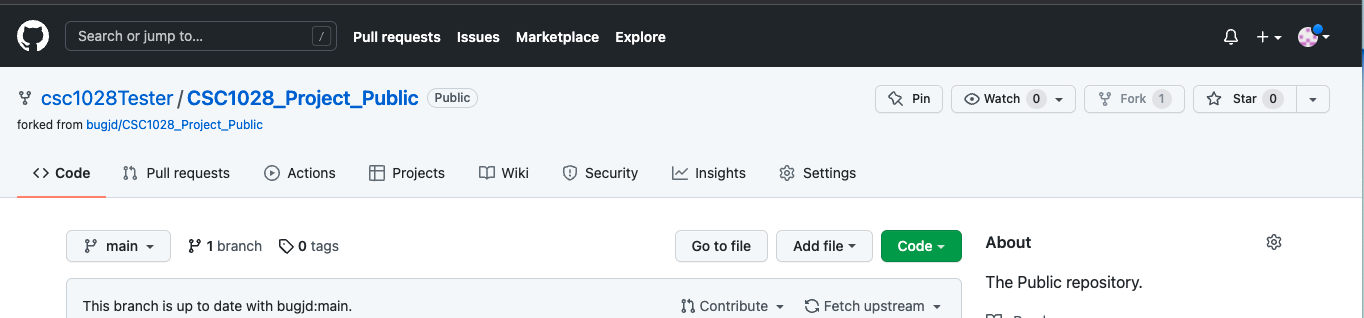 Search or jump to... / Pull requests Issues Marketplace Explore
csc1028Tester / CSC1028_Project_Public Public Pin Watch 0 Fork 1 Star 0
forked from bugjd/CSC1028_Project_Public
Code Pull requests Actions Projects Wiki Security Insights Settings
main 1 branch 0 tags Go to file Add file Code About
The Public repository.
This branch is up to date with bugjd:main. Contribute Fetch upstream